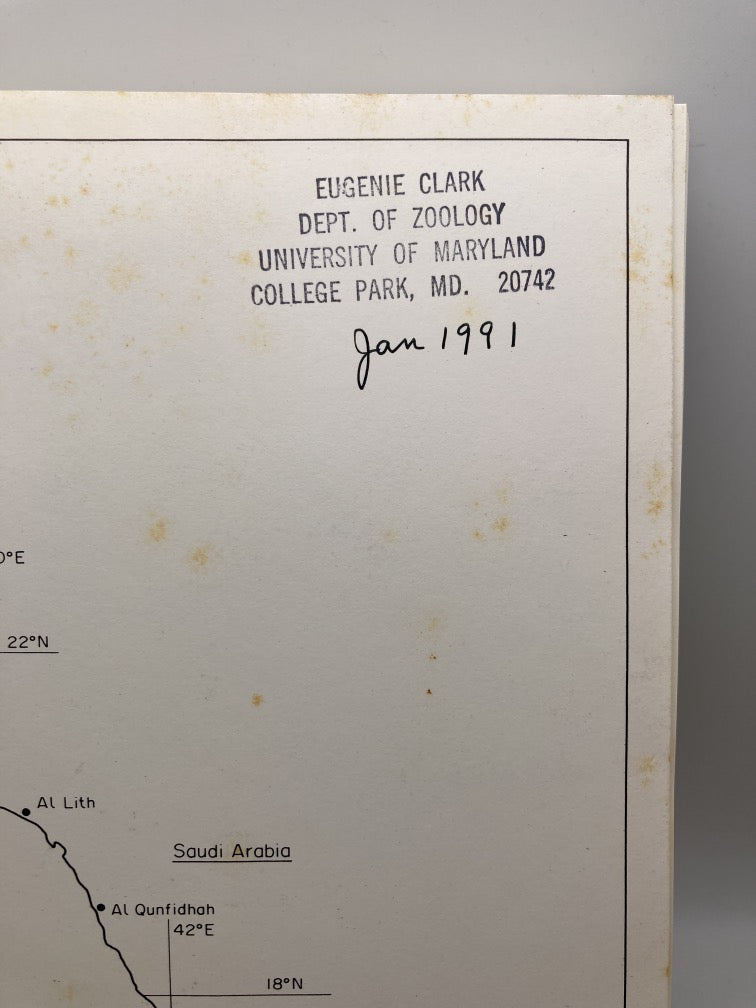 EUGENIE CLARK
DEPT. OF ZOOLOGY
UNIVERSITY OF MARYLAND
COLLEGE PARK, MD. 20742
Jan 1991
0°E
22°N
Al Lith
Saudi Arabia
Al Qunfidhah
42°E
18°N